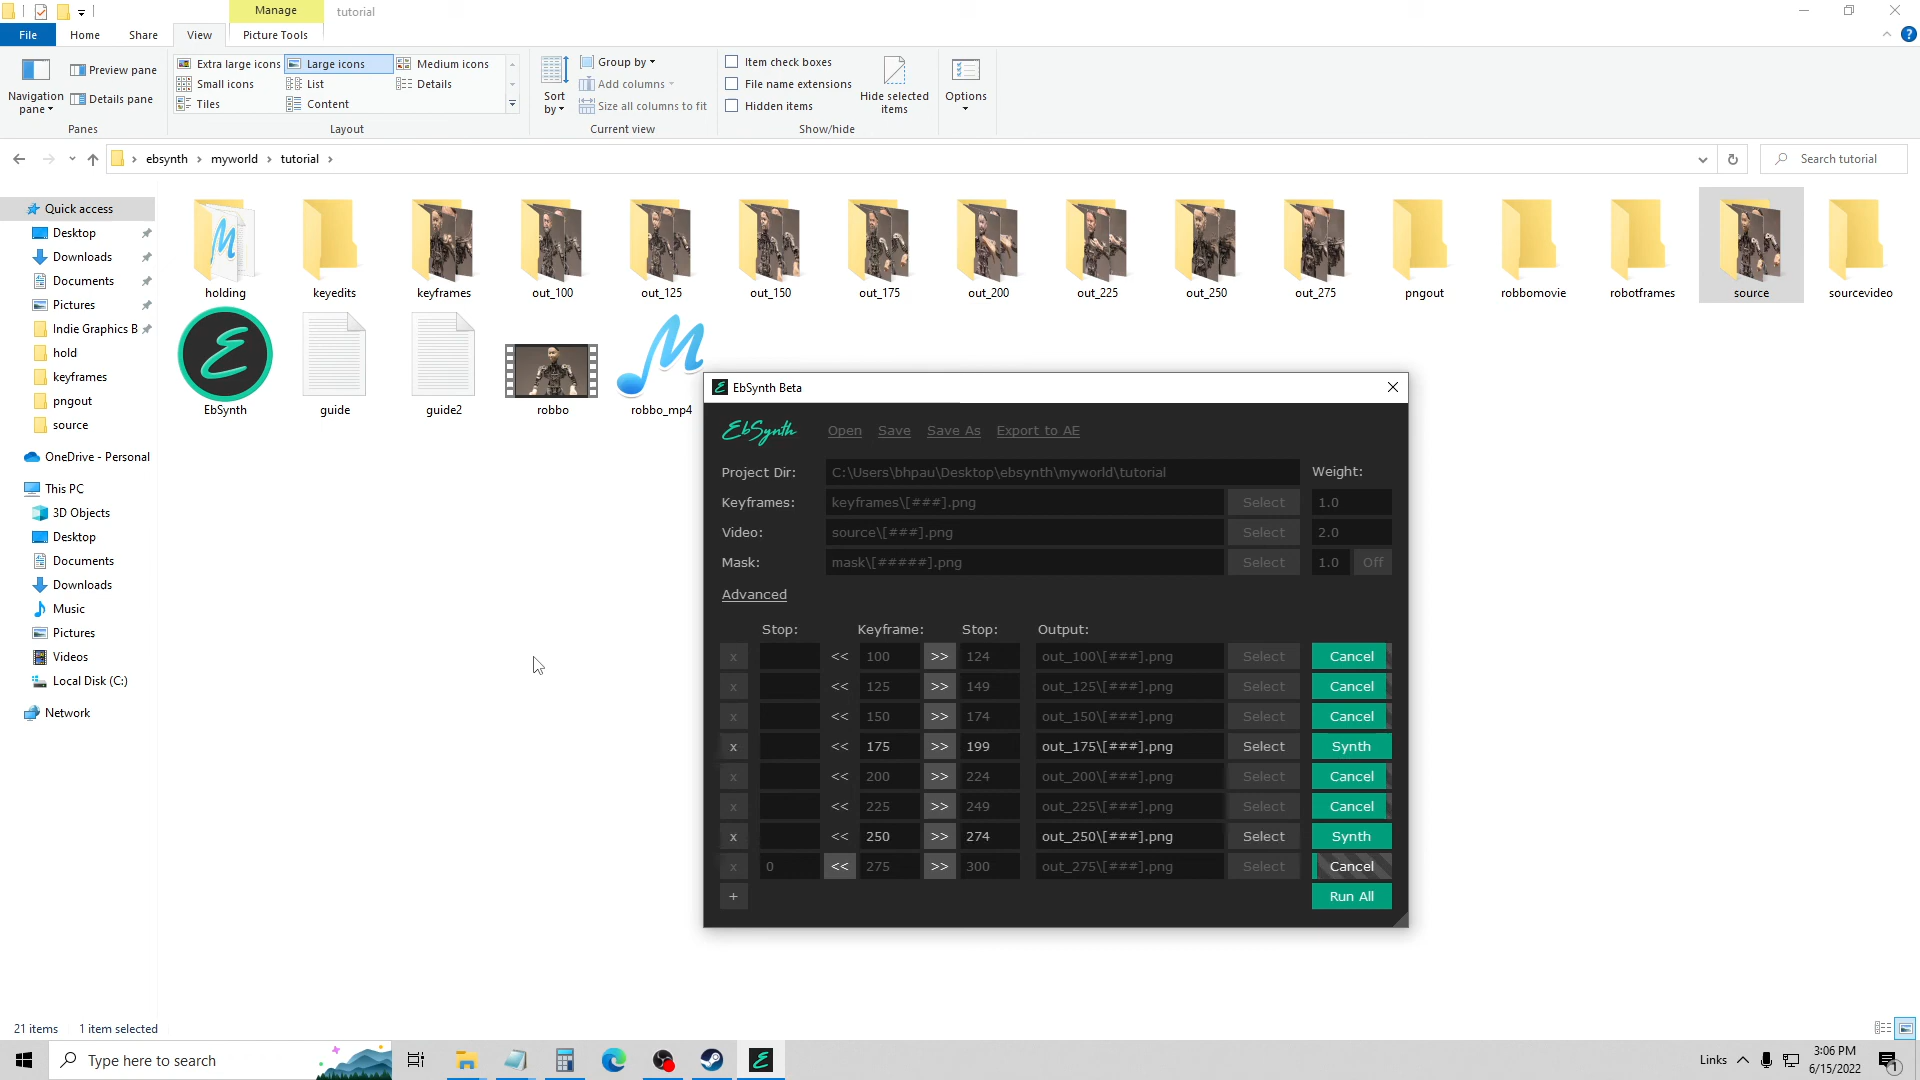 Manage
tutorial
File
Home
Share
View
Picture Tools
Navigation pane
Preview pane
Details pane
Panes
Extra large icons
Large icons
Medium icons
Small icons
List
Details
Tiles
Content
Layout
Sort by
Group by
Add columns
Size all columns to fit
Current view
Item check boxes
File name extensions
Hidden items
Hide selected items
Show/hide
Options
ebsynth > myworld > tutorial >
Search tutorial
Quick access
Desktop
Downloads
Documents
Pictures
Indie Graphics B
hold
keyframes
pngout
source
OneDrive - Personal
This PC
3D Objects
Desktop
Documents
Downloads
Music
Pictures
Videos
Local Disk (C:)
Network
holding
keyedits
keyframes
out_100
out_125
out_150
out_175
out_200
out_225
out_250
out_275
pngout
robbomovie
robotframes
source
sourcevideo
EbSynth
guide
guide2
robbo
robbo_mp4
EbSynth Beta
EbSynth
Open Save Save As Export to AE
Project Dir: C:\Users\bhpau\Desktop\ebsynth\myworld\tutorial Weight:
Keyframes: keyframes\[###].png Select 1.0
Video: source\[###].png Select 2.0
Mask: mask\[#####].png Select 1.0 Off
Advanced
Stop: Keyframe: Stop: Output:
x << 100 >> 124 out_100\[###].png Select Cancel
x << 125 >> 149 out_125\[###].png Select Cancel
x << 150 >> 174 out_150\[###].png Select Cancel
x << 175 >> 199 out_175\[###].png Select Synth
x << 200 >> 224 out_200\[###].png Select Cancel
x << 225 >> 249 out_225\[###].png Select Cancel
x << 250 >> 274 out_250\[###].png Select Synth
x 0 << 275 >> 300 out_275\[###].png Select Cancel
+ Run All
21 items 1 item selected
Type here to search
Links
3:06 PM
6/15/2022
1